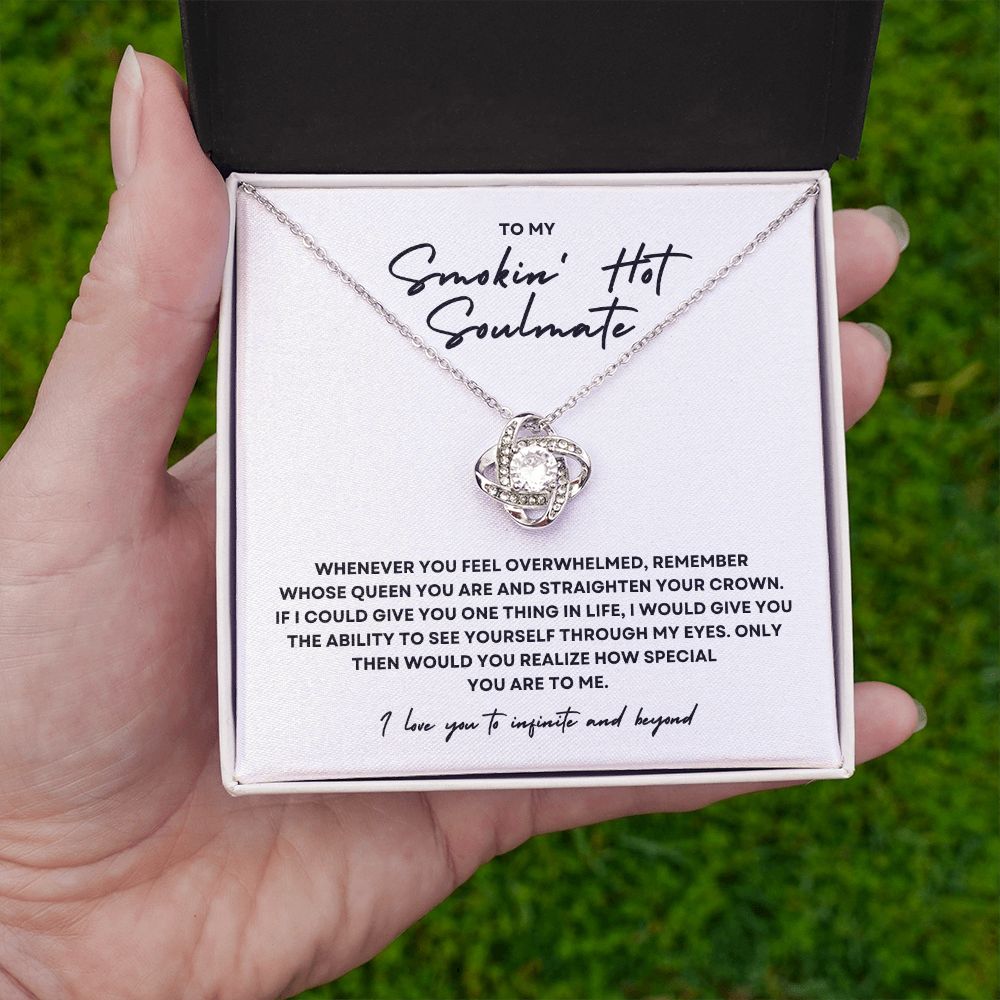 TO MY
Smokin' Hot
Soulmate
WHENEVER YOU FEEL OVERWHELMED, REMEMBER
WHOSE QUEEN YOU ARE AND STRAIGHTEN YOUR CROWN.
IF I COULD GIVE YOU ONE THING IN LIFE, I WOULD GIVE YOU
THE ABILITY TO SEE YOURSELF THROUGH MY EYES. ONLY
THEN WOULD YOU REALIZE HOW SPECIAL
YOU ARE TO ME.
I love you to infinite and beyond